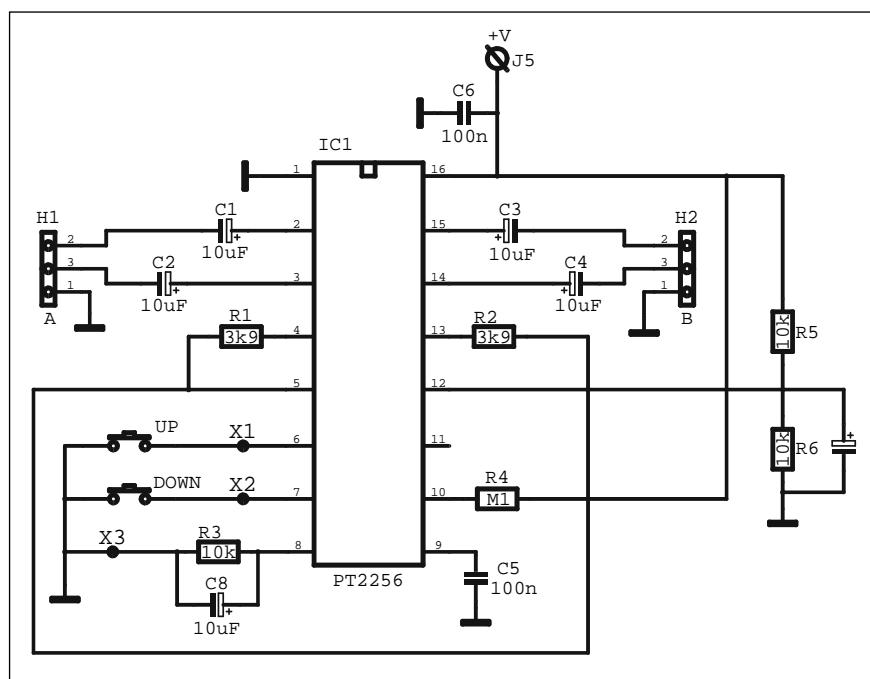 +V
J5
C6
100n
IC1
1
16
H1
C1
C3
H2
2
2
15
2
10uF
10uF
3
C2
C4
3
3
14
1
10uF
10uF
1
A
B
R1
R2
3k9
4
13
3k9
10k
R5
5
12
UP
X1
6
11
10k
R6
DOWN
X2
R4
7
10
M1
X3
R3
10k
8
9
C5
100n
C8
10uF
PT2256
+
+
+
+
+
+